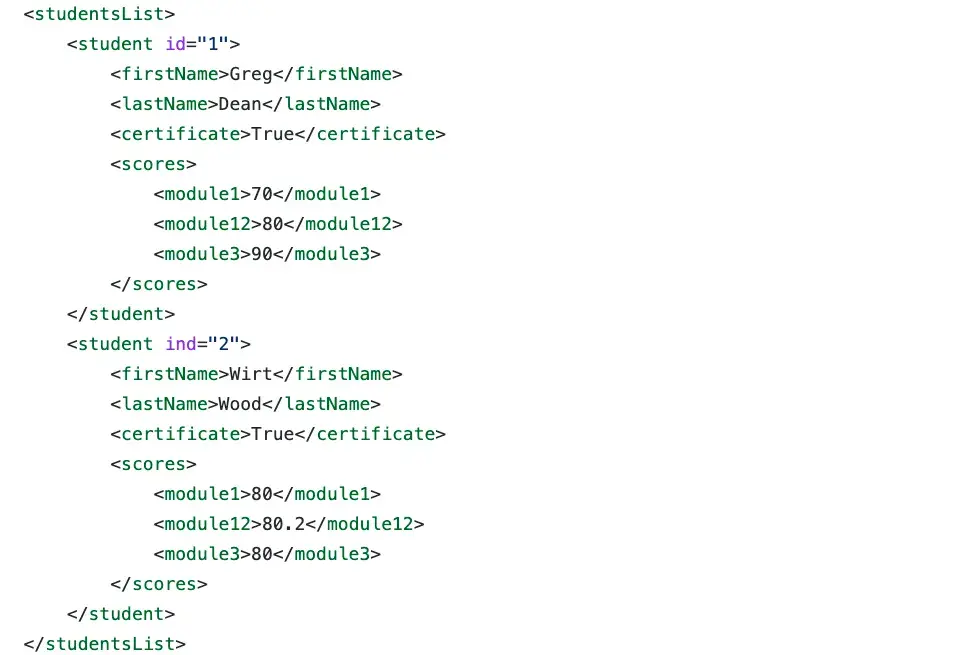 <studentsList>
    <student id="1">
        <firstName>Greg</firstName>
        <lastName>Dean</lastName>
        <certificate>True</certificate>
        <scores>
            <module1>70</module1>
            <module12>80</module12>
            <module3>90</module3>
        </scores>
    </student>
    <student ind="2">
        <firstName>Wirt</firstName>
        <lastName>Wood</lastName>
        <certificate>True</certificate>
        <scores>
            <module1>80</module1>
            <module12>80.2</module12>
            <module3>80</module3>
        </scores>
    </student>
</studentsList>